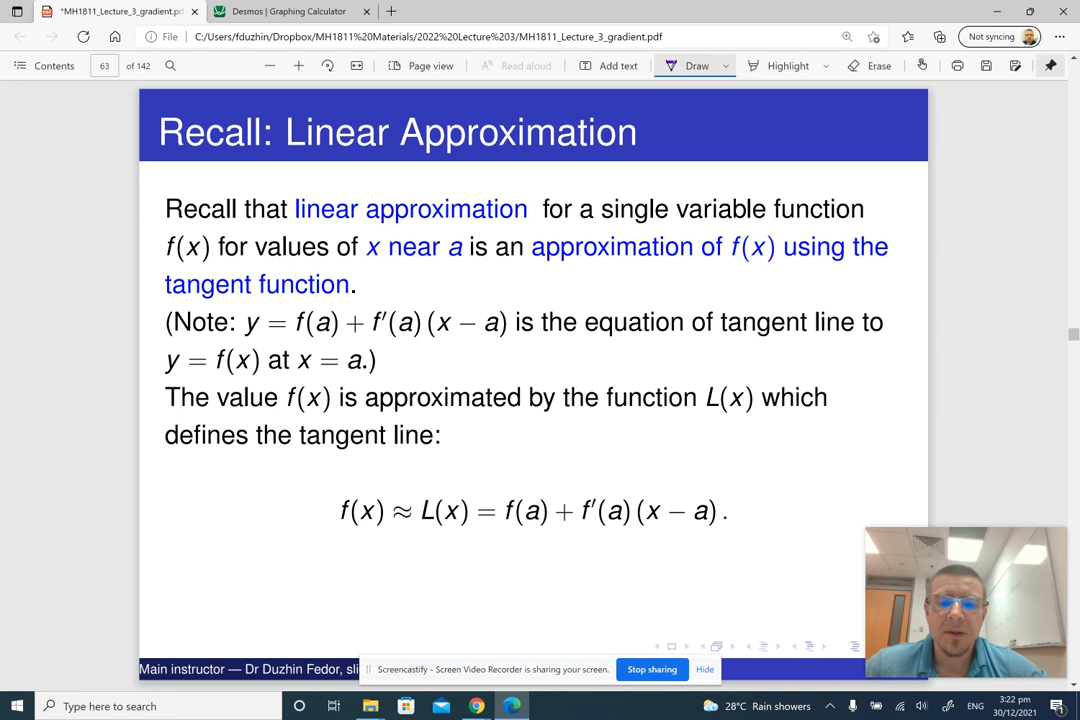 *MH1811_Lecture_3_gradient.pd
Desmos | Graphing Calculator
File
C:/Users/fduzhin/Dropbox/MH1811%20Materials/2022%20Lecture%203/MH1811_Lecture_3_gradient.pdf
Not syncing
Contents
63
of 142
Page view
Read aloud
Add text
Draw
Highlight
Erase
Recall: Linear Approximation
Recall that linear approximation for a single variable function
f(x) for values of x near a is an approximation of f(x) using the
tangent function.
(Note: y = f(a) + f′(a) (x − a) is the equation of tangent line to
y = f(x) at x = a.)
The value f(x) is approximated by the function L(x) which
defines the tangent line:
f(x) ≈ L(x) = f(a) + f′(a) (x − a) .
Main instructor — Dr Duzhin Fedor, sli
Screencastify - Screen Video Recorder is sharing your screen.
Stop sharing
Hide
Type here to search
28°C Rain showers
ENG
3:22 pm
30/12/2021
1